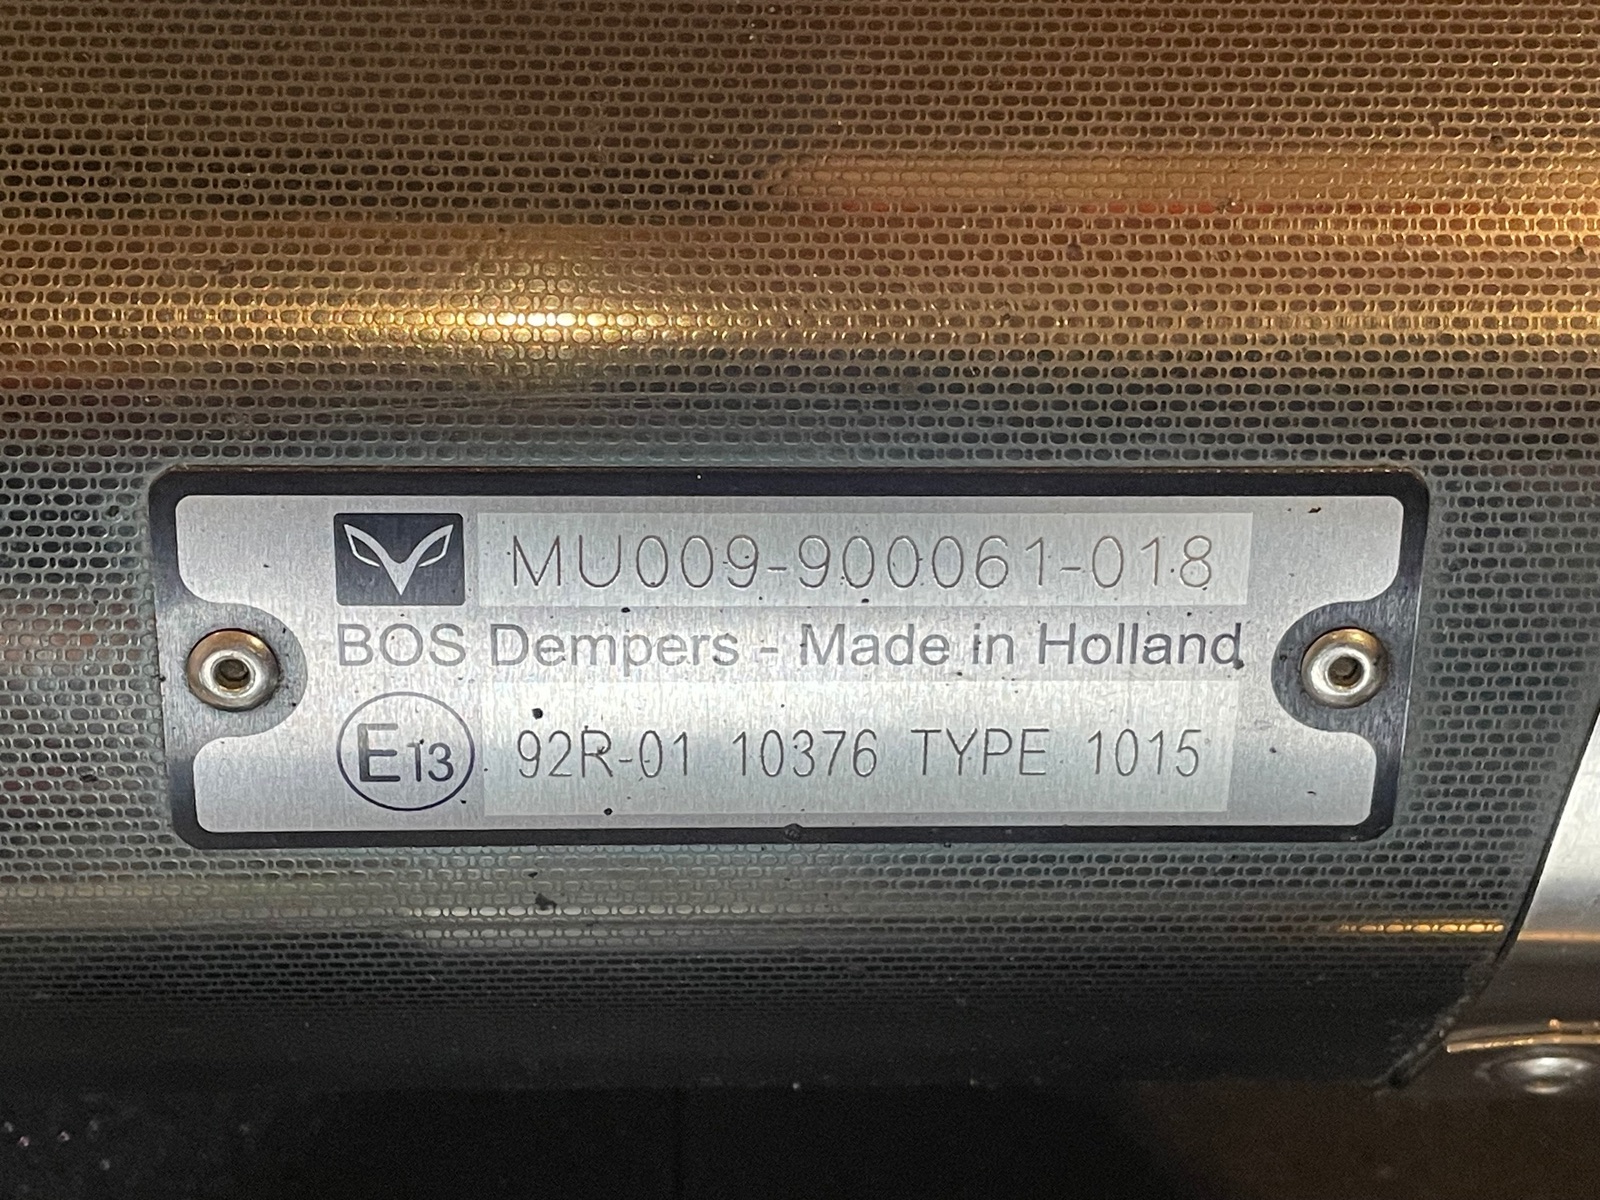 MU009-900061-018
BOS Dempers - Made in Holland
E13 92R-01 10376 TYPE 1015